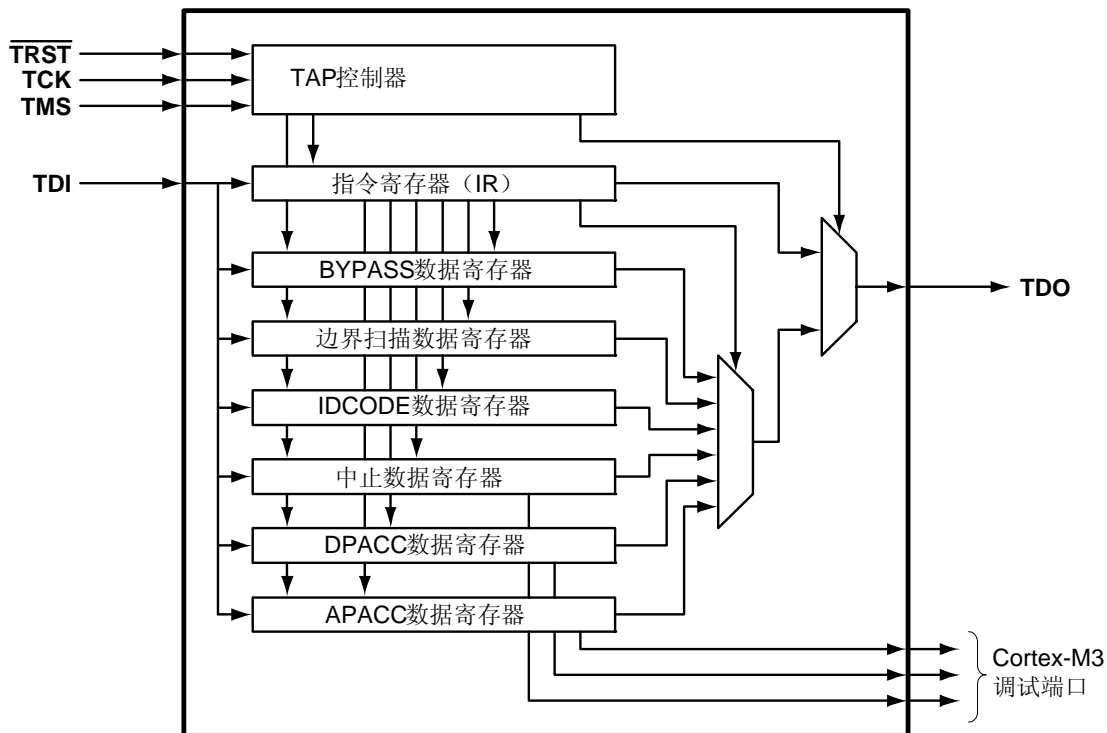 TRST
TCK
TMS
TAP控制器
TDI
指令寄存器（IR）
BYPASS数据寄存器
TDO
边界扫描数据寄存器
IDCODE数据寄存器
中止数据寄存器
DPACC数据寄存器
APACC数据寄存器
Cortex-M3
调试端口